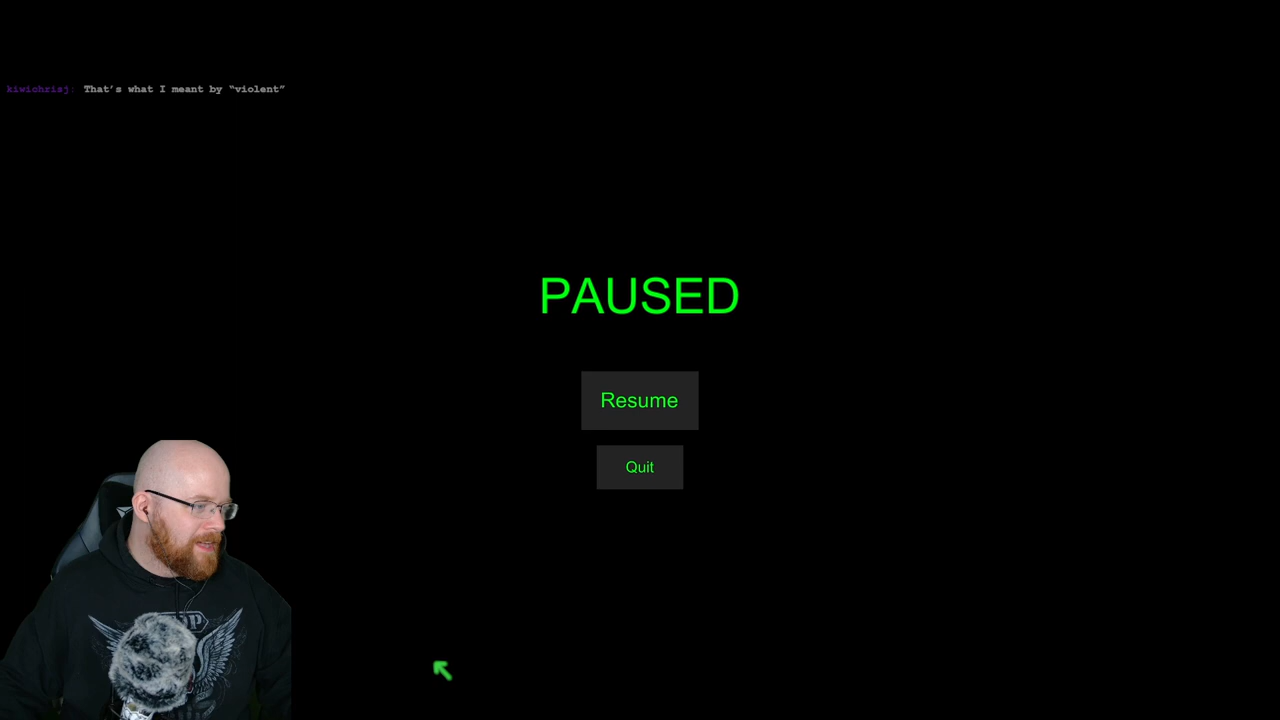 kiwichrisj: That's what I meant by “violent”
PAUSED
Resume
Quit